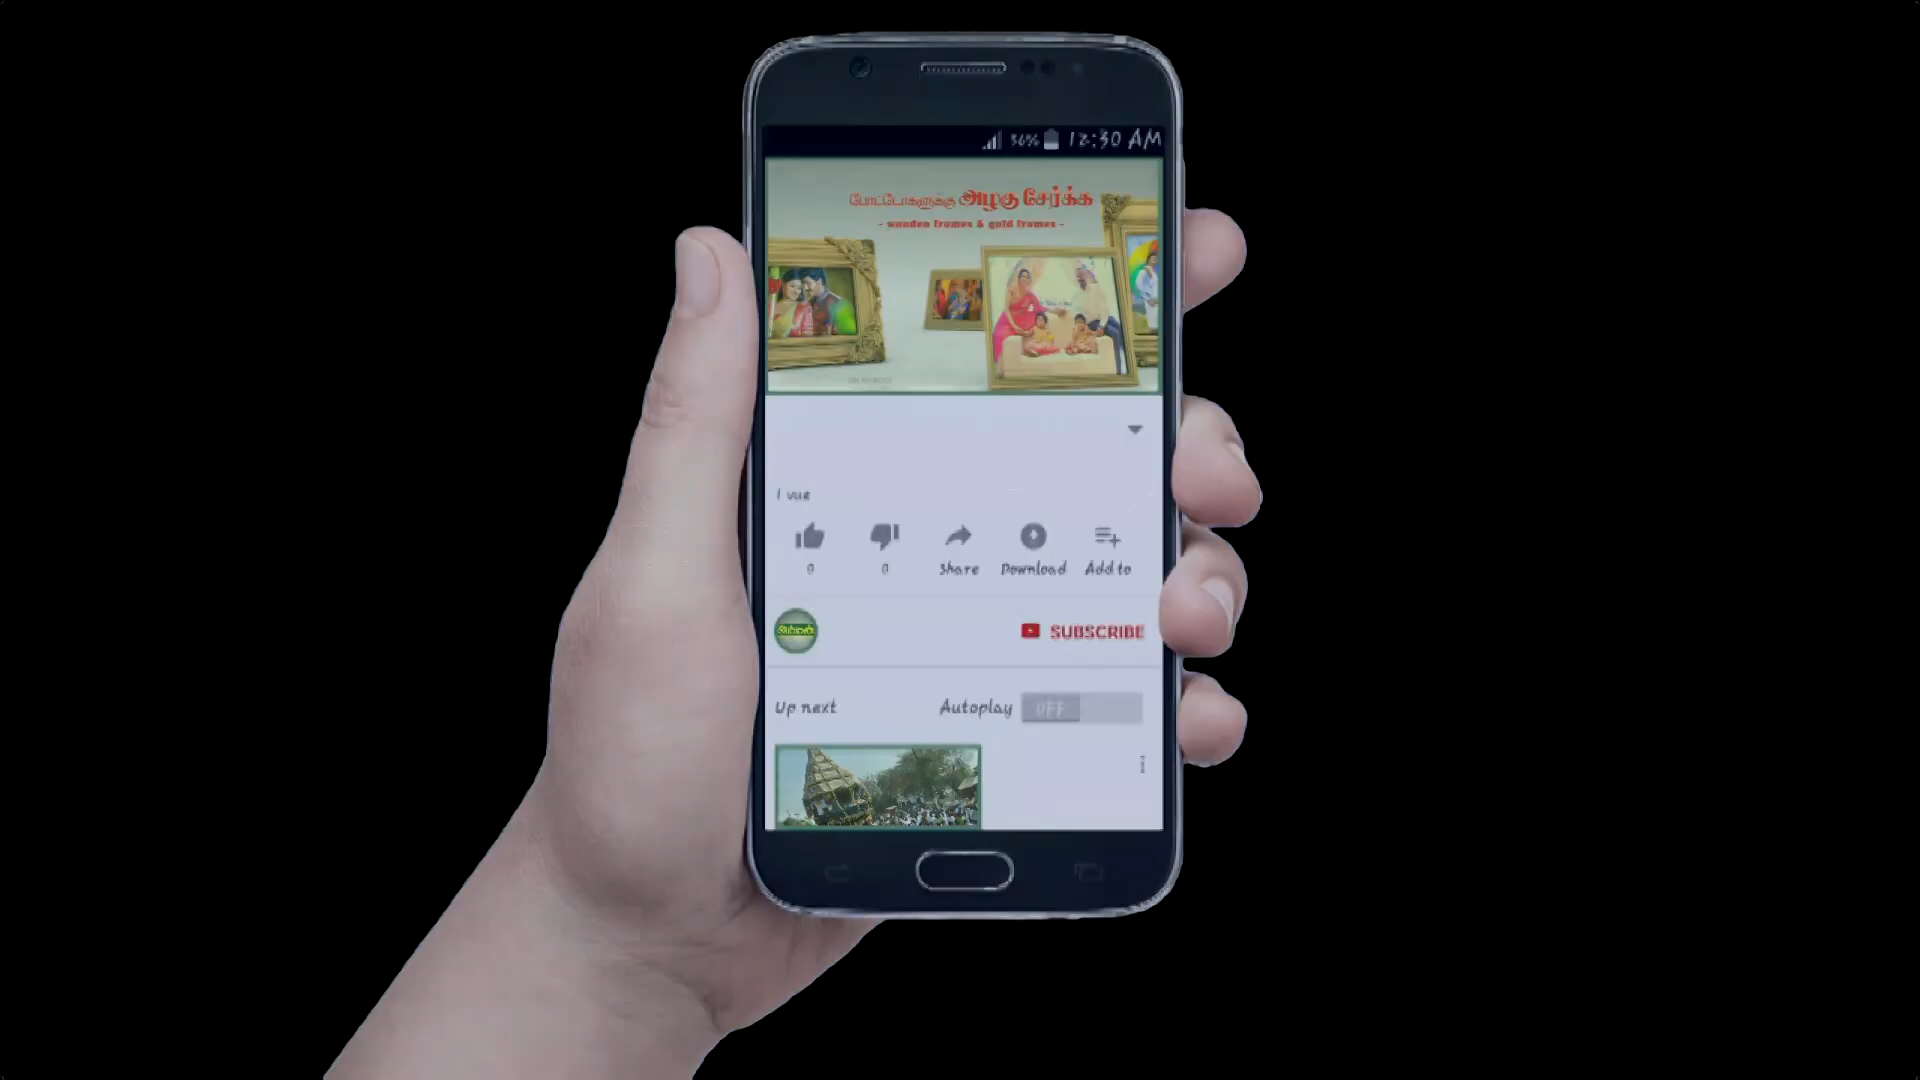 36% 12:30 AM
போட்டோகளுக்கு அழகு சேர்க்க
- wooden frames & gold frames -
1 vue
0 0 Share Download Add to
SUBSCRIBE
Up next Autoplay OFF